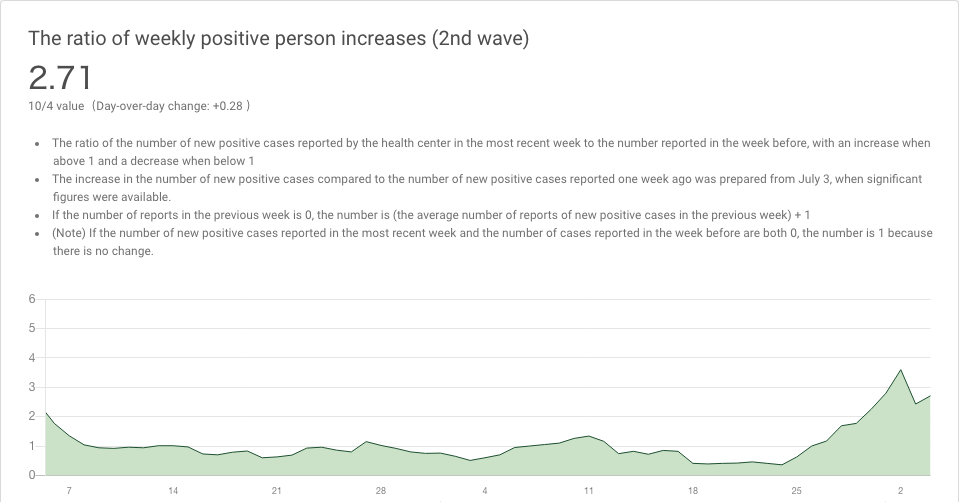 The ratio of weekly positive person increases (2nd wave)
2.71
10/4 value（Day-over-day change: +0.28 ）
• The ratio of the number of new positive cases reported by the health center in the most recent week to the number reported in the week before, with an increase when
above 1 and a decrease when below 1
• The increase in the number of new positive cases compared to the number of new positive cases reported one week ago was prepared from July 3, when significant
figures were available.
• If the number of reports in the previous week is 0, the number is (the average number of reports of new positive cases in the previous week) + 1
• (Note) If the number of new positive cases reported in the most recent week and the number of cases reported in the week before are both 0, the number is 1 because
there is no change.
6
5
4
3
2
1
0
7 14 21 28 4 11 18 25 2